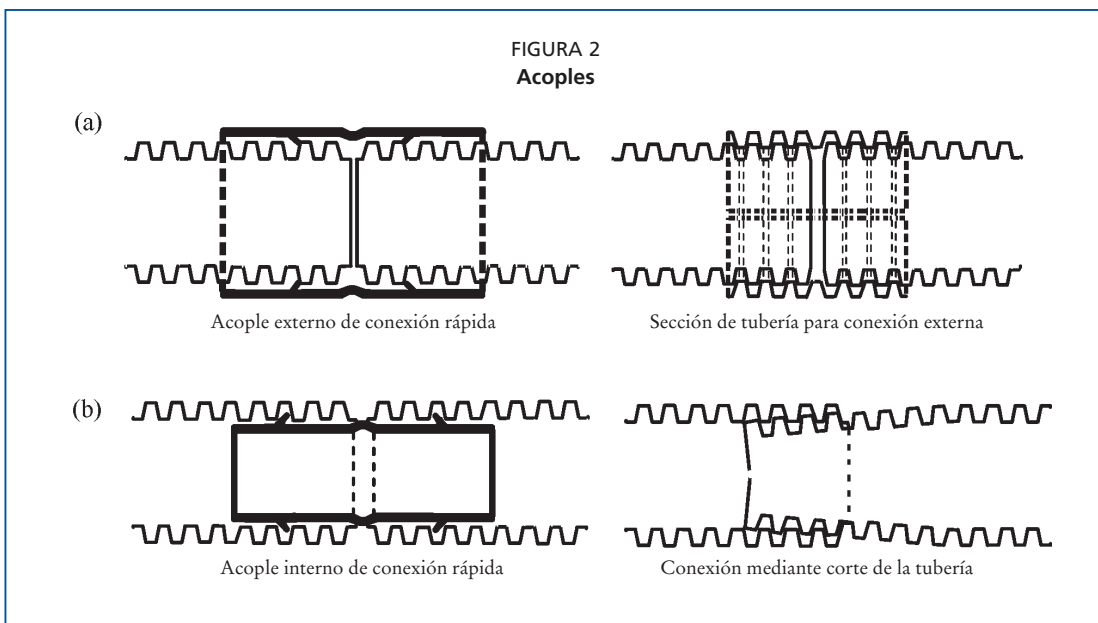 FIGURA 2
Acoples
(a)
Acople externo de conexión rápida
Sección de tubería para conexión externa
(b)
Acople interno de conexión rápida
Conexión mediante corte de la tubería